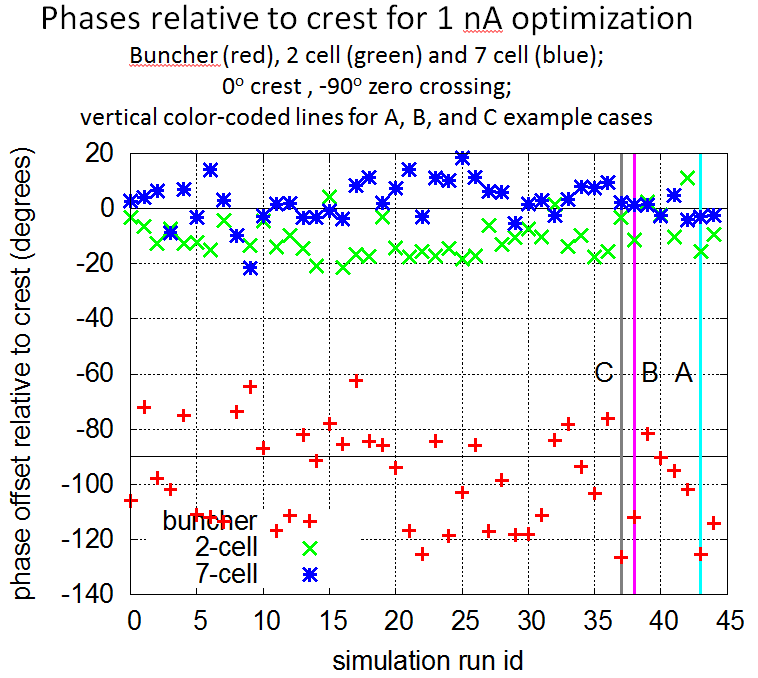 Phases relative to crest for 1 nA optimization
Buncher (red), 2 cell (green) and 7 cell (blue);
0° crest , -90° zero crossing;
vertical color-coded lines for A, B, and C example cases
phase offset relative to crest (degrees)
20
0
-20
-40
-60
-80
-100
-120
-140
C B A
buncher
2-cell
7-cell
0 5 10 15 20 25 30 35 40 45
simulation run id